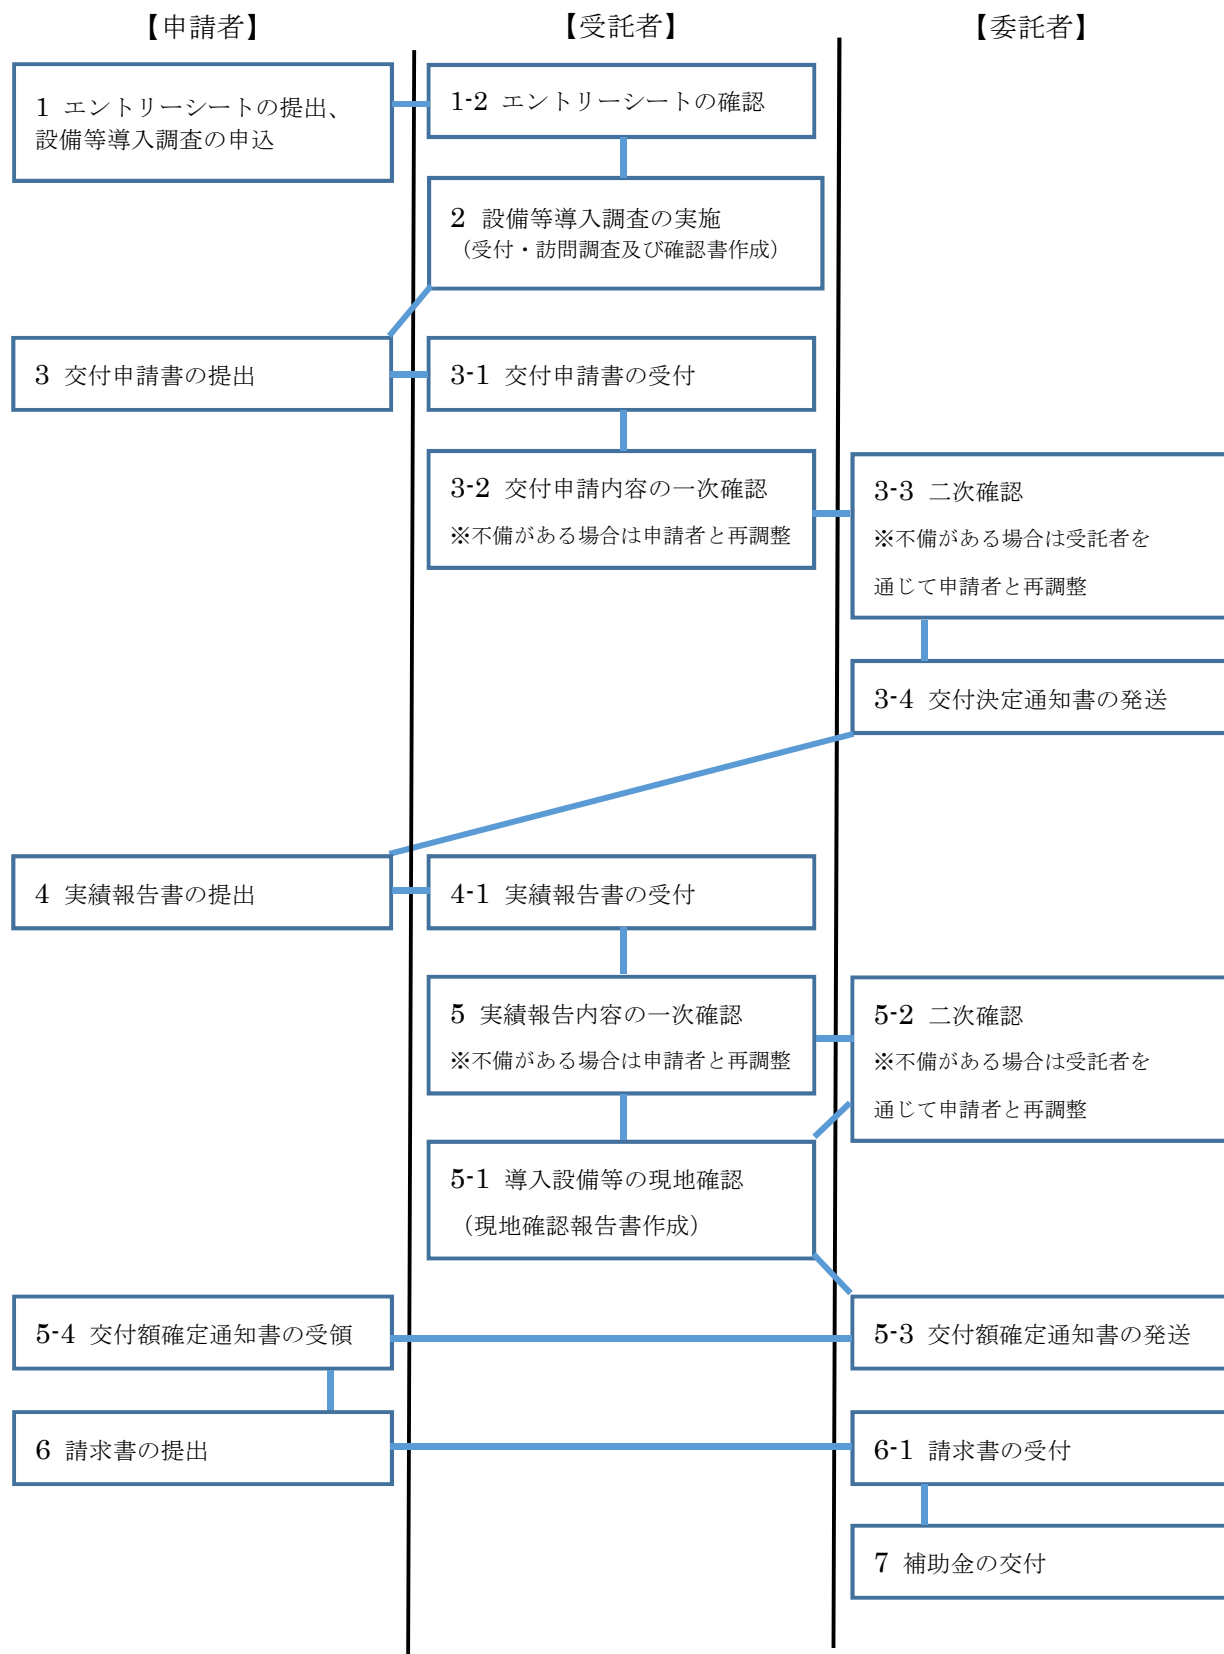 【申請者】
【受託者】
【委託者】
1 エントリーシートの提出、
設備等導入調査の申込
1-2 エントリーシートの確認
2 設備等導入調査の実施
（受付・訪問調査及び確認書作成）
3 交付申請書の提出
3-1 交付申請書の受付
3-2 交付申請内容の一次確認
※不備がある場合は申請者と再調整
3-3 二次確認
※不備がある場合は受託者を
通じて申請者と再調整
3-4 交付決定通知書の発送
4 実績報告書の提出
4-1 実績報告書の受付
5 実績報告内容の一次確認
※不備がある場合は申請者と再調整
5-2 二次確認
※不備がある場合は受託者を
通じて申請者と再調整
5-1 導入設備等の現地確認
（現地確認報告書作成）
5-4 交付額確定通知書の受領
5-3 交付額確定通知書の発送
6 請求書の提出
6-1 請求書の受付
7 補助金の交付